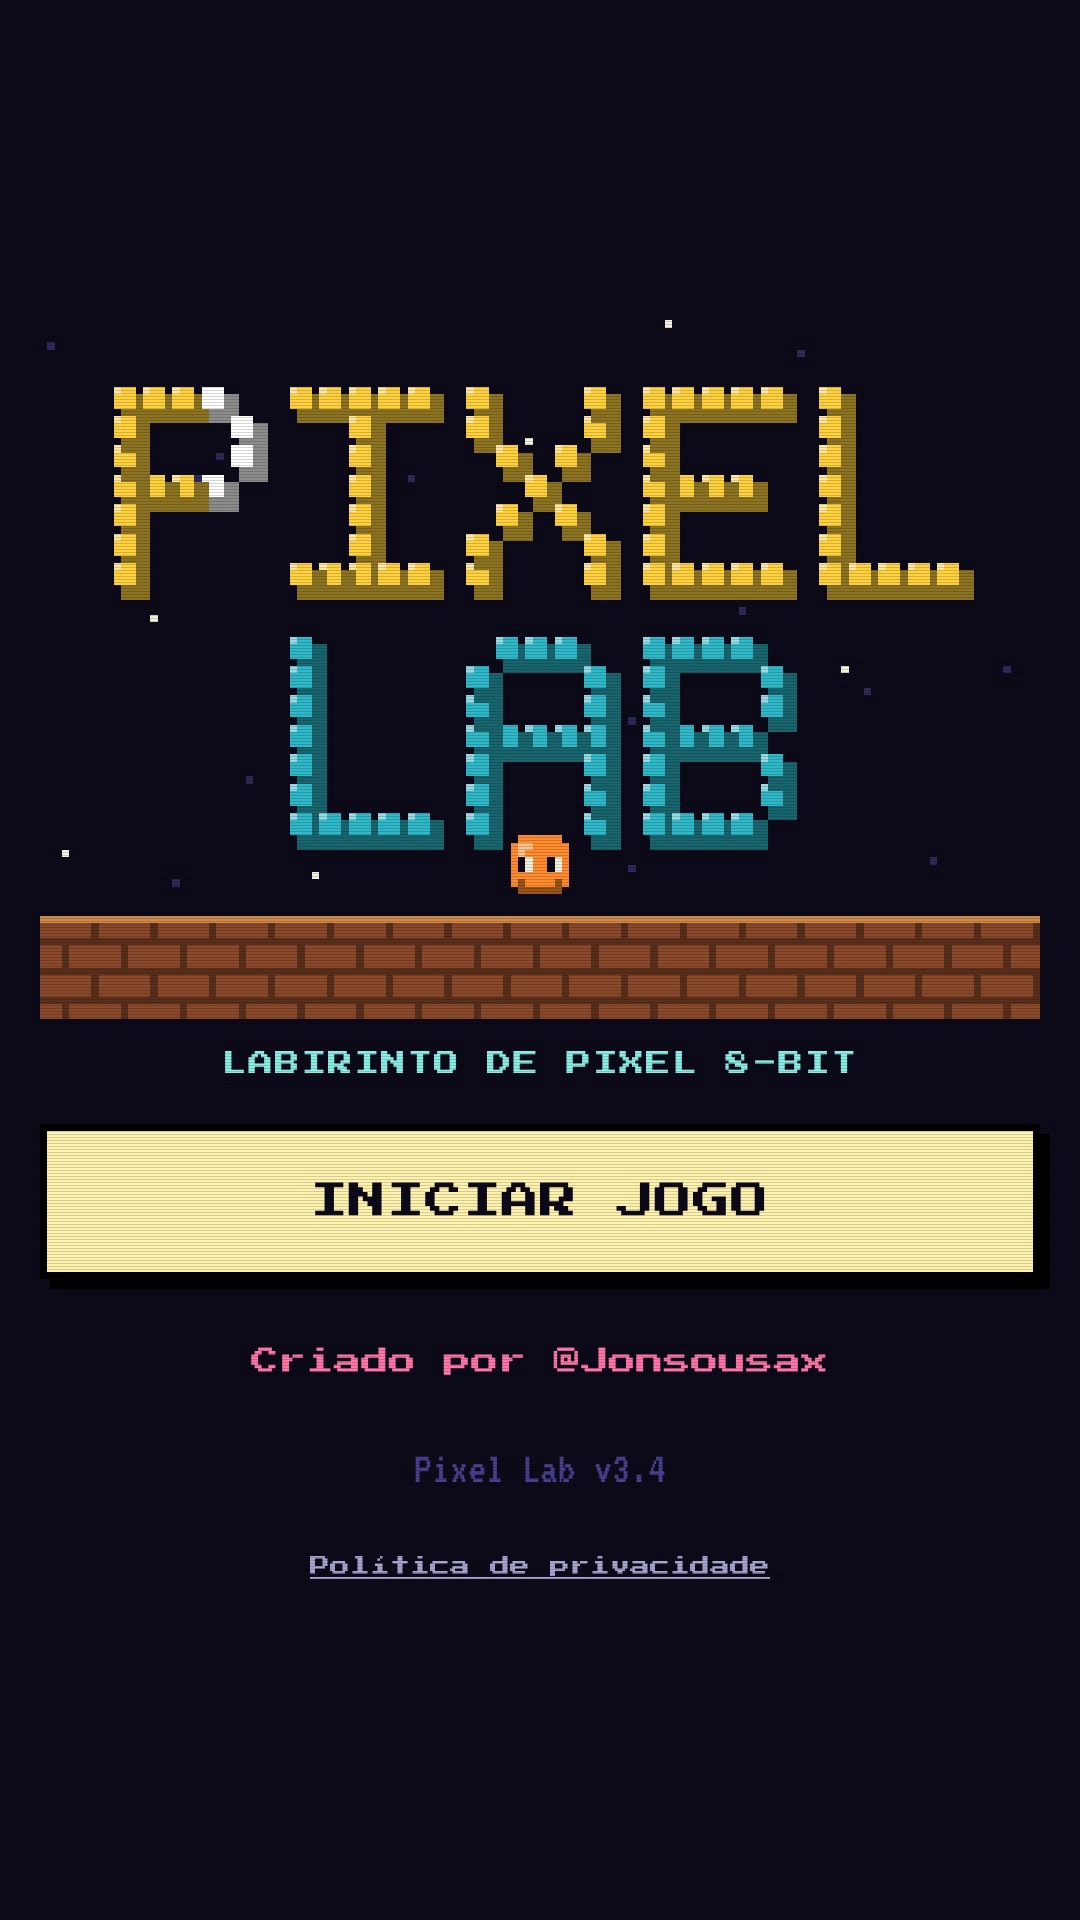 PIXEL
LAB
LABIRINTO DE PIXEL 8-BIT
INICIAR JOGO
Criado por @Jonsousax
Pixel Lab v3.4
Política de privacidade